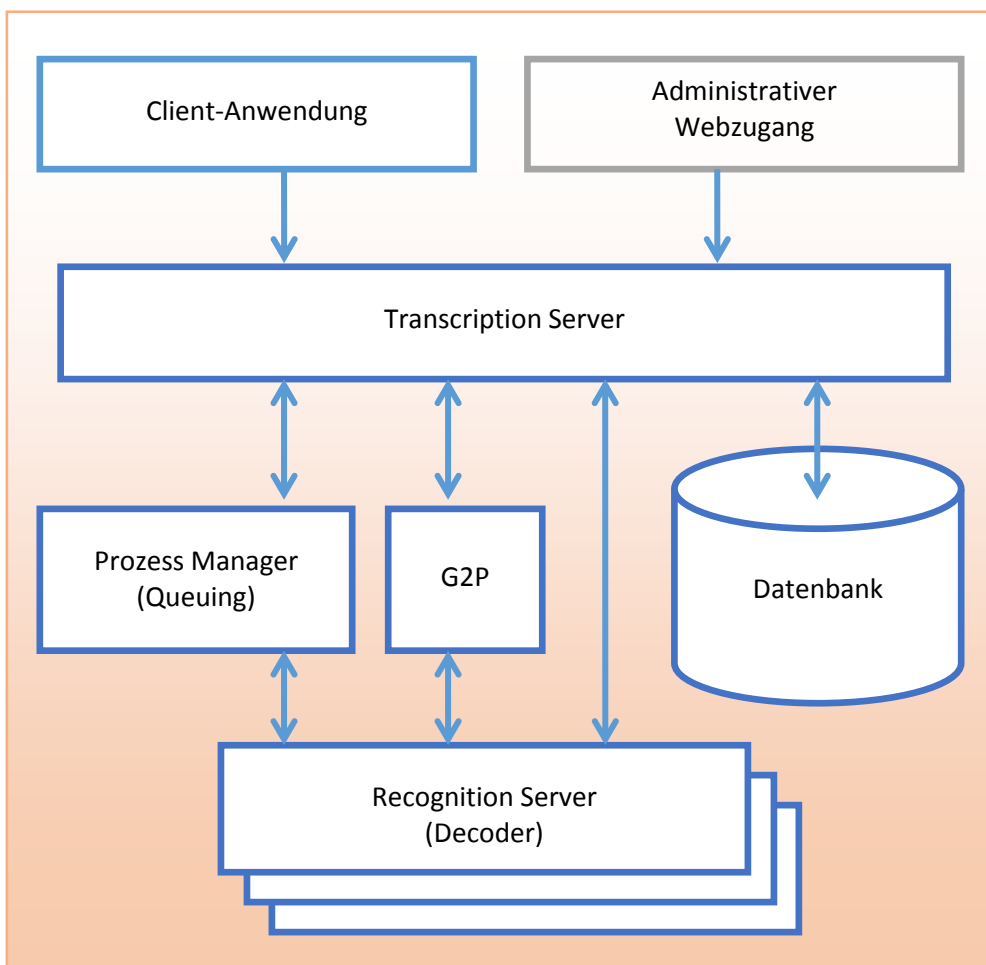 Client-Anwendung
Administrativer
Webzugang
Transcription Server
Prozess Manager
(Queuing)
G2P
Datenbank
Recognition Server
(Decoder)